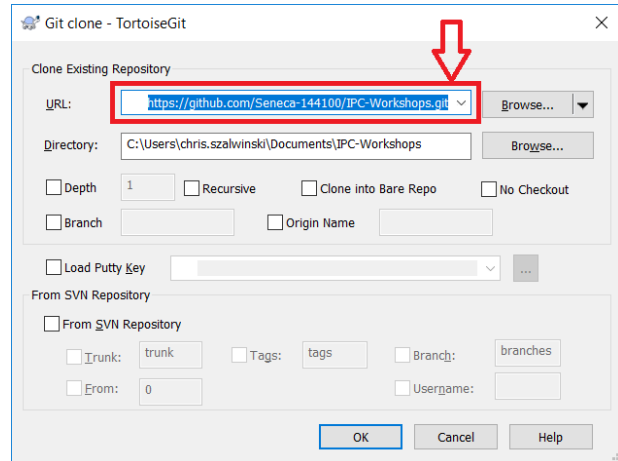 Git clone - TortoiseGit
Clone Existing Repository
URL: https://github.com/Seneca-144100/IPC-Workshops.git Browse...
Directory: C:\Users\chris.szalwinski\Documents\IPC-Workshops Browse...
Depth 1 Recursive Clone into Bare Repo No Checkout
Branch Origin Name
Load Putty Key ...
From SVN Repository
From SVN Repository
Trunk: trunk Tags: tags Branch: branches
From: 0 Username:
OK Cancel Help